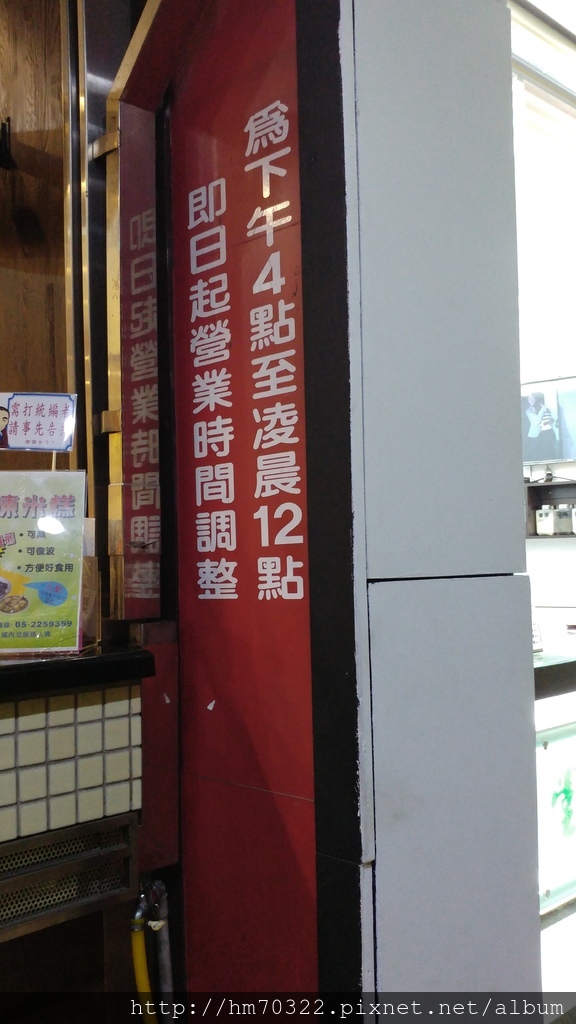 即日起營業時間調整
為下午4點至凌晨12點
需打統編者
請事先告
凍米糕
可蒸
可微波
方便好食用
05-2259359
http://hm70322.pixnet.net/album